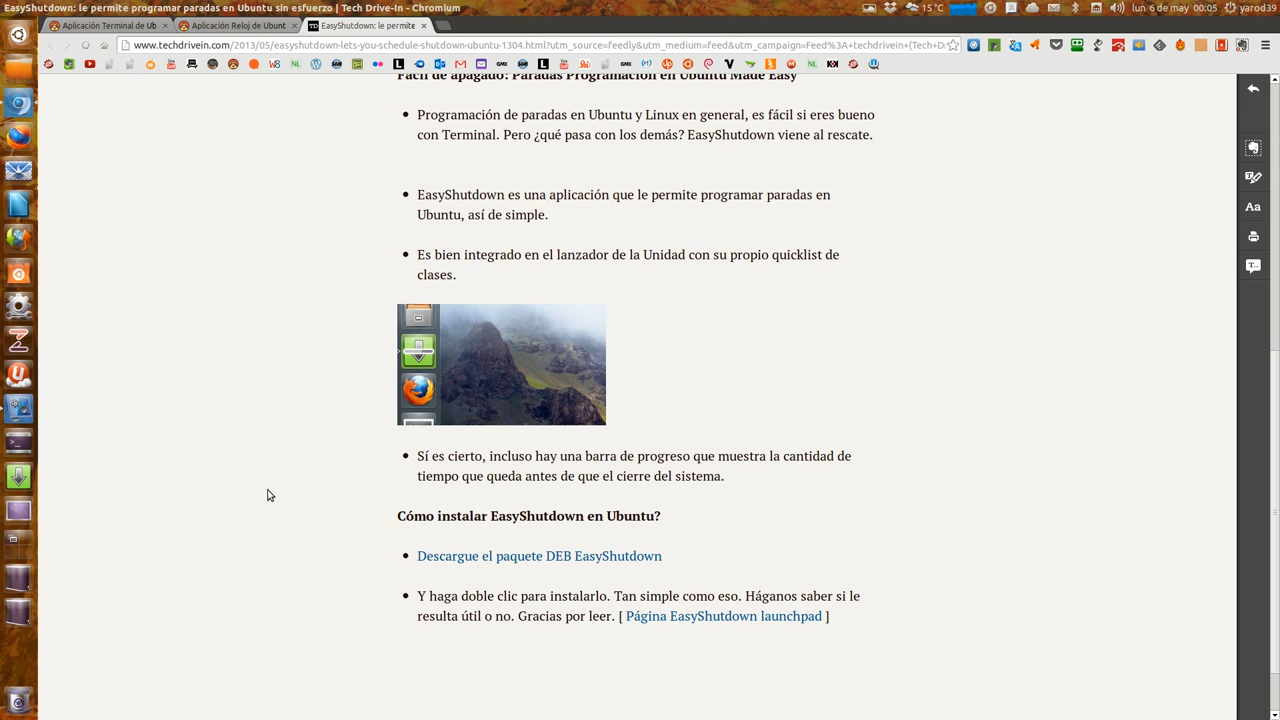 EasyShutdown: le permite programar paradas en Ubuntu sin esfuerzo | Tech Drive-In - Chromium
15 °C
lun 6 de may 00:05
yarod39
Aplicación Terminal de Ub
Aplicación Reloj de Ubunt
EasyShutdown: le permite
www.techdrivein.com/2013/05/easyshutdown-lets-you-schedule-shutdown-ubuntu-1304.html?utm_source=feedly&utm_medium=feed&utm_campaign=Feed%3A+techdrivein+(Tech+D
Fácil de apagado: Paradas Programación en Ubuntu Made Easy
Programación de paradas en Ubuntu y Linux en general, es fácil si eres bueno
con Terminal. Pero ¿qué pasa con los demás? EasyShutdown viene al rescate.
EasyShutdown es una aplicación que le permite programar paradas en
Ubuntu, así de simple.
Es bien integrado en el lanzador de la Unidad con su propio quicklist de
clases.
Sí es cierto, incluso hay una barra de progreso que muestra la cantidad de
tiempo que queda antes de que el cierre del sistema.
Cómo instalar EasyShutdown en Ubuntu?
Descargue el paquete DEB EasyShutdown
Y haga doble clic para instalarlo. Tan simple como eso. Háganos saber si le
resulta útil o no. Gracias por leer. [ Página EasyShutdown launchpad ]
Aa